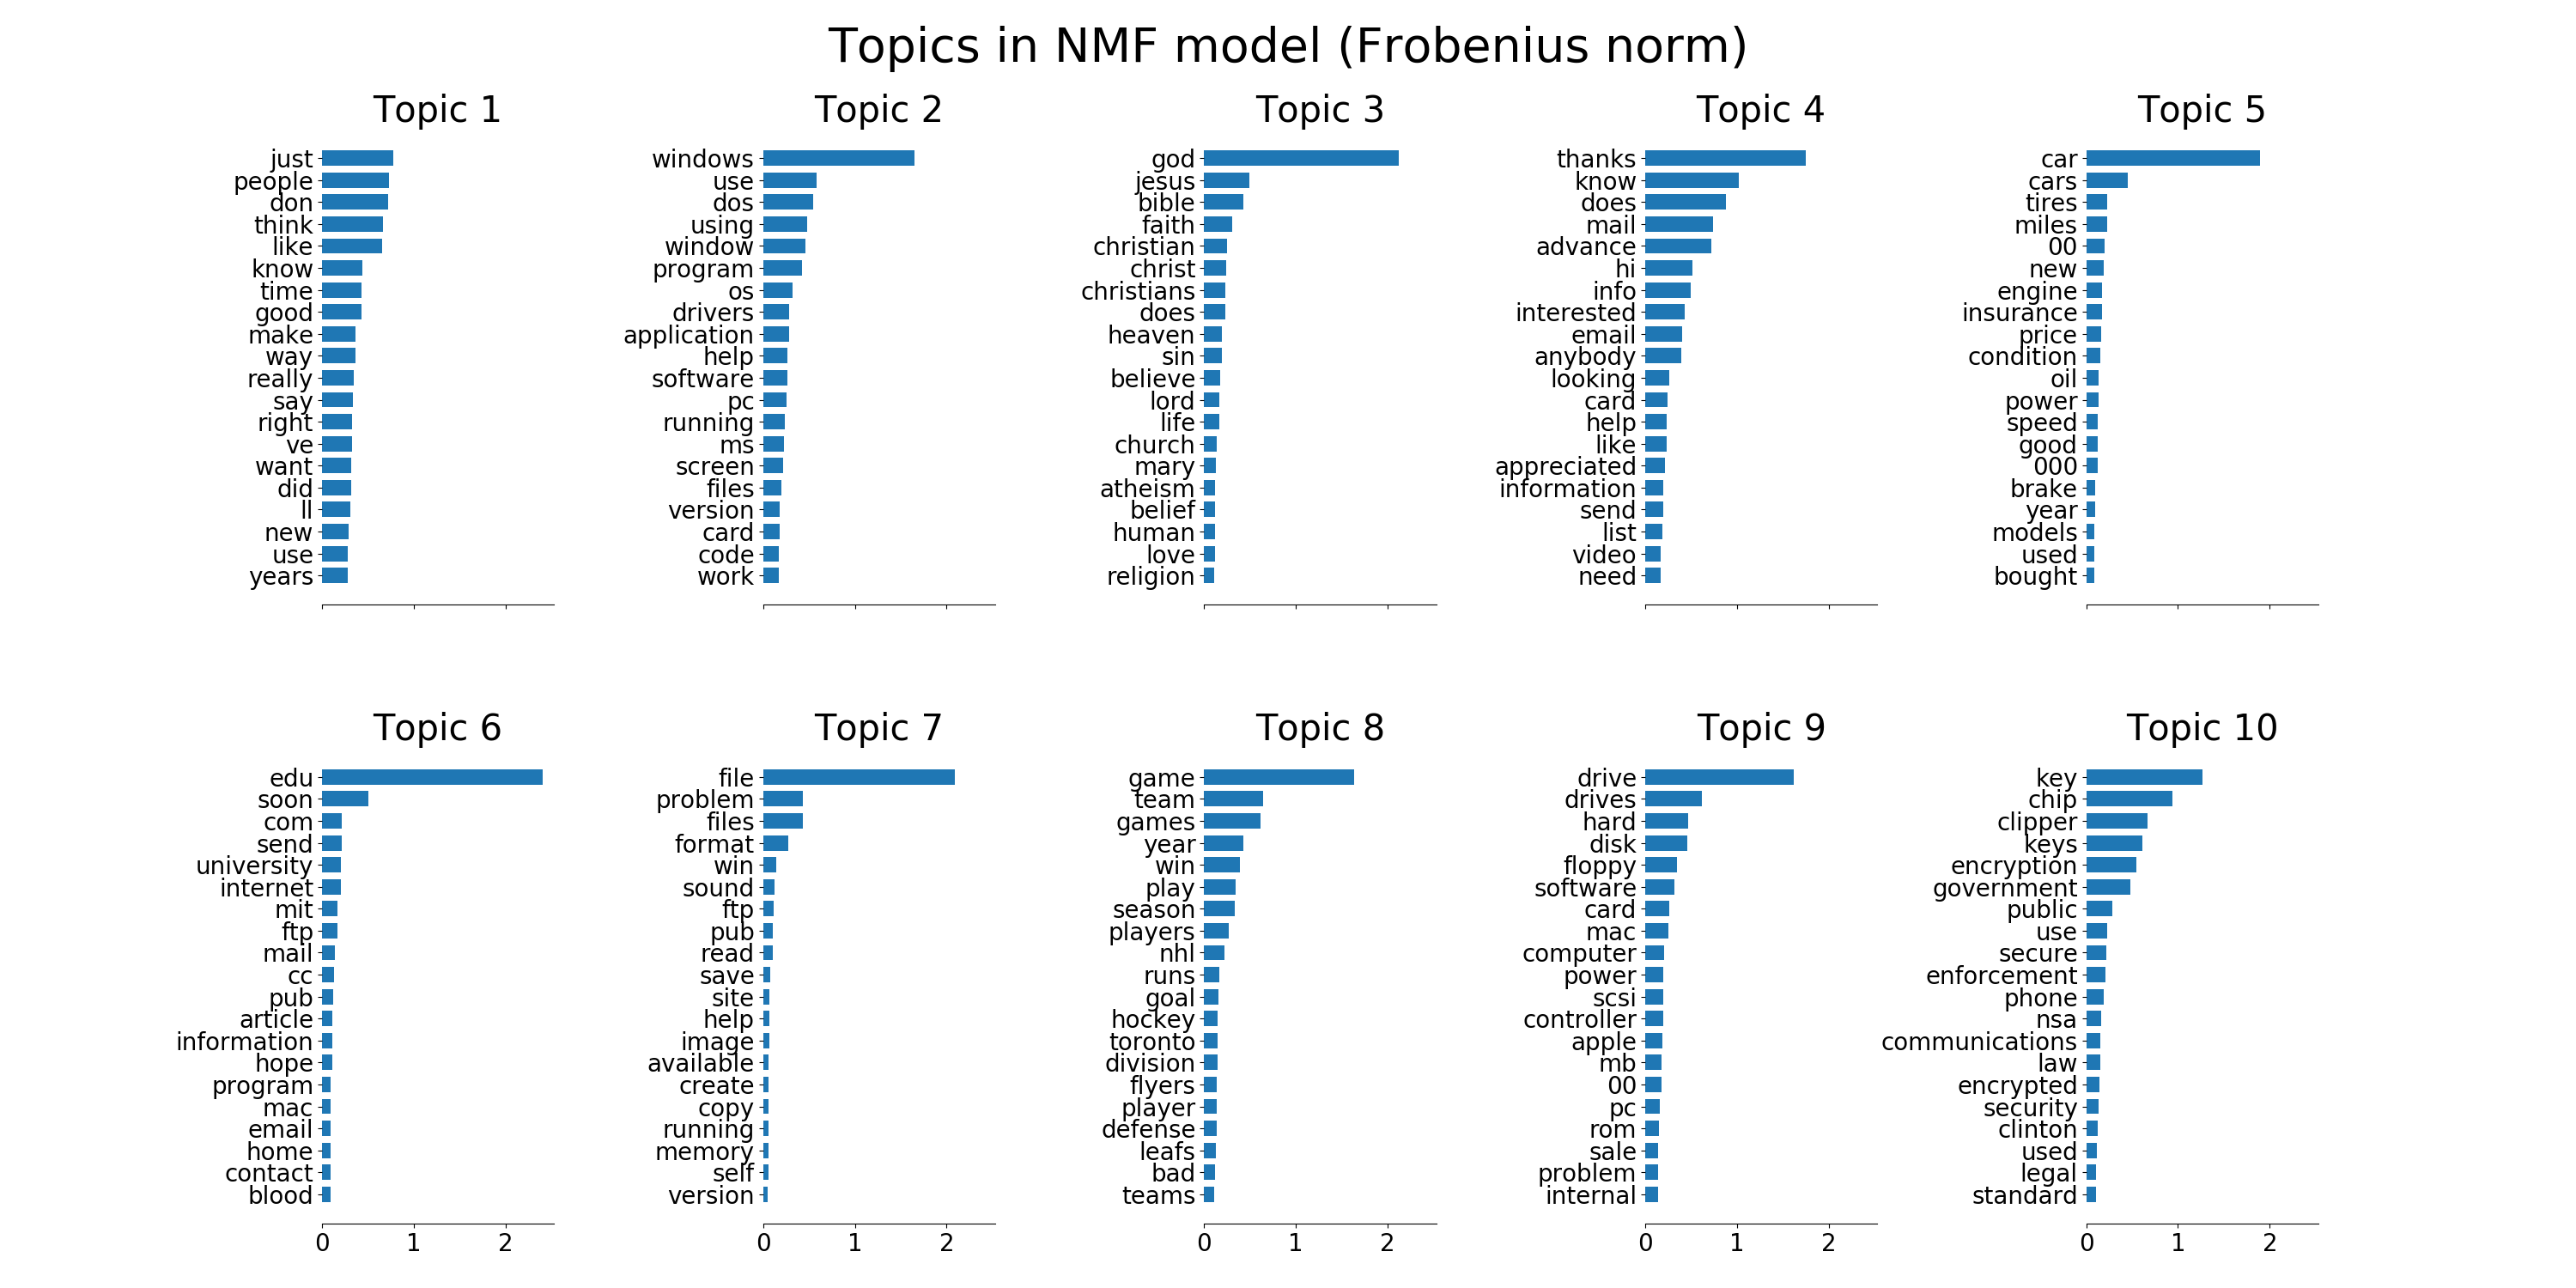 Topics in NMF model (Frobenius norm)
Topic 1
just
people
don
think
like
know
time
good
make
way
really
say
right
ve
want
did
ll
new
use
years
Topic 2
windows
use
dos
using
window
program
os
drivers
application
help
software
pc
running
ms
screen
files
version
card
code
work
Topic 3
god
jesus
bible
faith
christian
christ
christians
does
heaven
sin
believe
lord
life
church
mary
atheism
belief
human
love
religion
Topic 4
thanks
know
does
mail
advance
hi
info
interested
email
anybody
looking
card
help
like
appreciated
information
send
list
video
need
Topic 5
car
cars
tires
miles
00
new
engine
insurance
price
condition
oil
power
speed
good
000
brake
year
models
used
bought
Topic 6
edu
soon
com
send
university
internet
mit
ftp
mail
cc
pub
article
information
hope
program
mac
email
home
contact
blood
0 1 2
Topic 7
file
problem
files
format
win
sound
ftp
pub
read
save
site
help
image
available
create
copy
running
memory
self
version
0 1 2
Topic 8
game
team
games
year
win
play
season
players
nhl
runs
goal
hockey
toronto
division
flyers
player
defense
leafs
bad
teams
0 1 2
Topic 9
drive
drives
hard
disk
floppy
software
card
mac
computer
power
scsi
controller
apple
mb
00
pc
rom
sale
problem
internal
0 1 2
Topic 10
key
chip
clipper
keys
encryption
government
public
use
secure
enforcement
phone
nsa
communications
law
encrypted
security
clinton
used
legal
standard
0 1 2